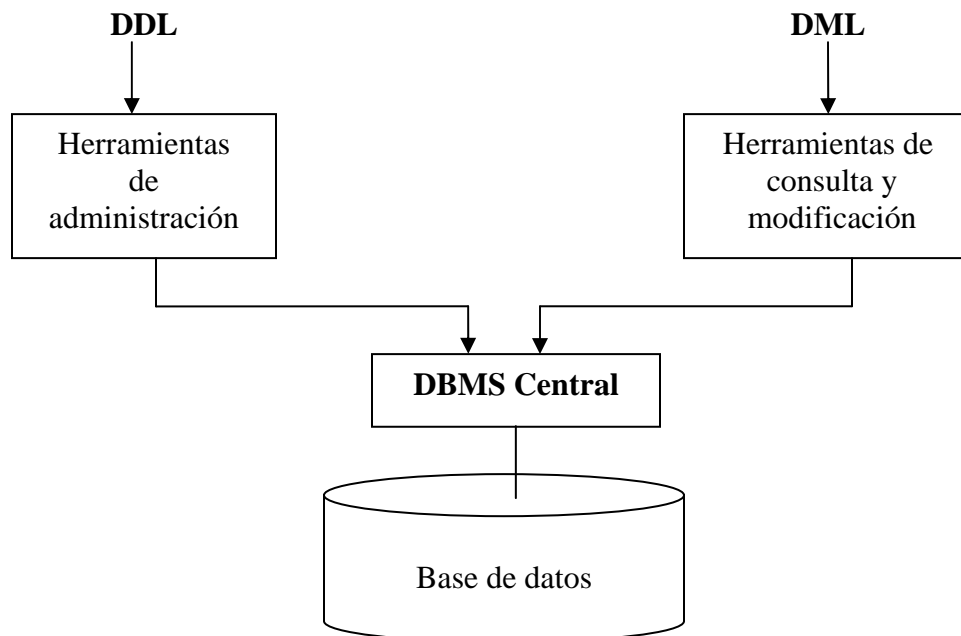 DDL
DML
Herramientas
de
administración
Herramientas de
consulta y
modificación
DBMS Central
Base de datos